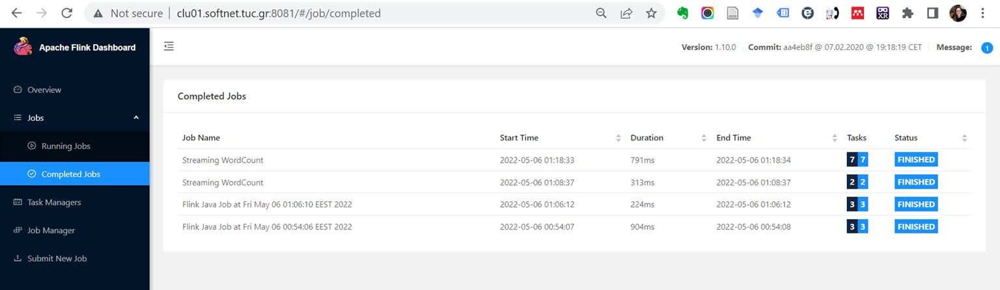 Not secure clu01.softnet.tuc.gr:8081/#/job/completed
Apache Flink Dashboard
Version: 1.10.0 Commit: aa4eb8f @ 07.02.2020 @ 19:18:19 CET Message: 1
Overview
Jobs
Running Jobs
Completed Jobs
Task Managers
Job Manager
Submit New Job
Completed Jobs
Job Name Start Time Duration End Time Tasks Status
Streaming WordCount 2022-05-06 01:18:33 791ms 2022-05-06 01:18:34 7 7 FINISHED
Streaming WordCount 2022-05-06 01:08:37 313ms 2022-05-06 01:08:37 2 2 FINISHED
Flink Java Job at Fri May 06 01:06:10 EEST 2022 2022-05-06 01:06:12 224ms 2022-05-06 01:06:12 3 3 FINISHED
Flink Java Job at Fri May 06 00:54:06 EEST 2022 2022-05-06 00:54:07 904ms 2022-05-06 00:54:08 3 3 FINISHED